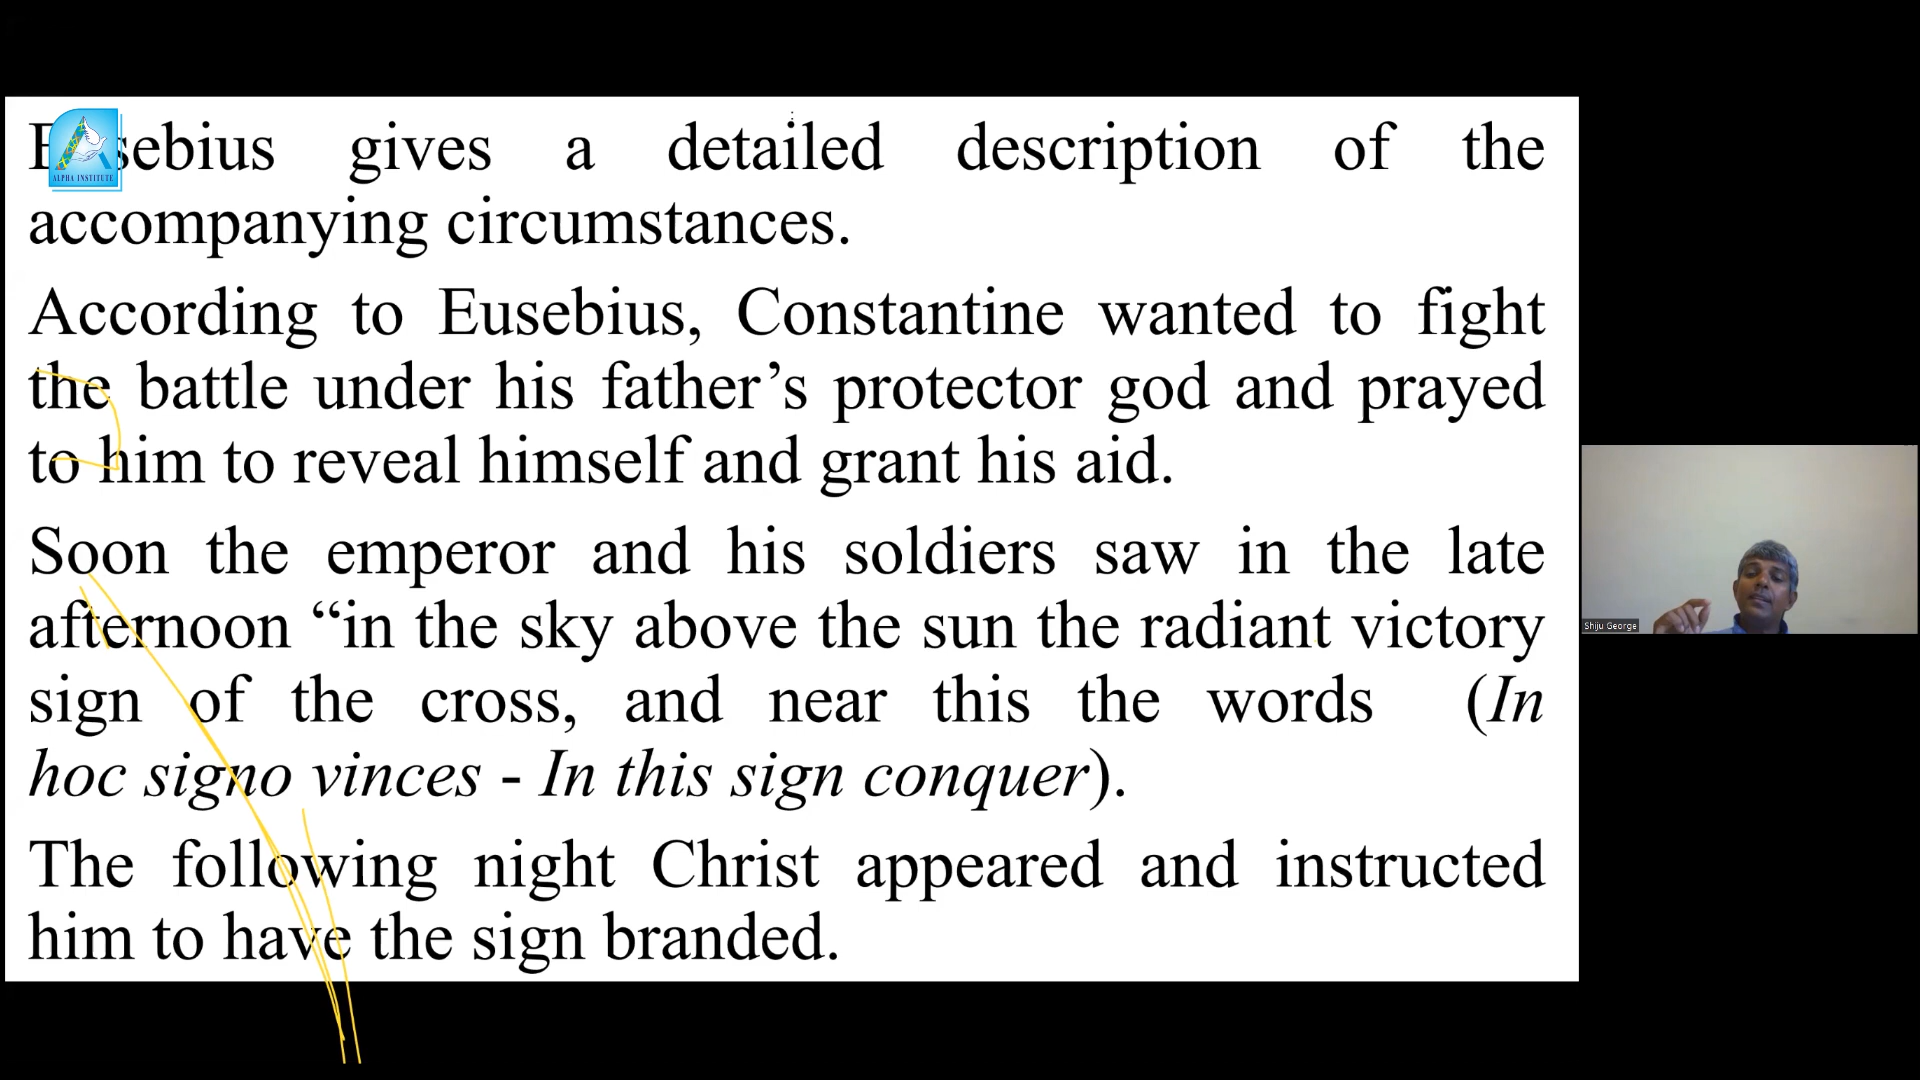 Eusebius gives a detailed description of the
accompanying circumstances.
According to Eusebius, Constantine wanted to fight
the battle under his father’s protector god and prayed
to him to reveal himself and grant his aid.
Soon the emperor and his soldiers saw in the late
afternoon “in the sky above the sun the radiant victory
sign of the cross, and near this the words (In
hoc signo vinces - In this sign conquer).
The following night Christ appeared and instructed
him to have the sign branded.
ALPHA INSTITUTE
Shiju George